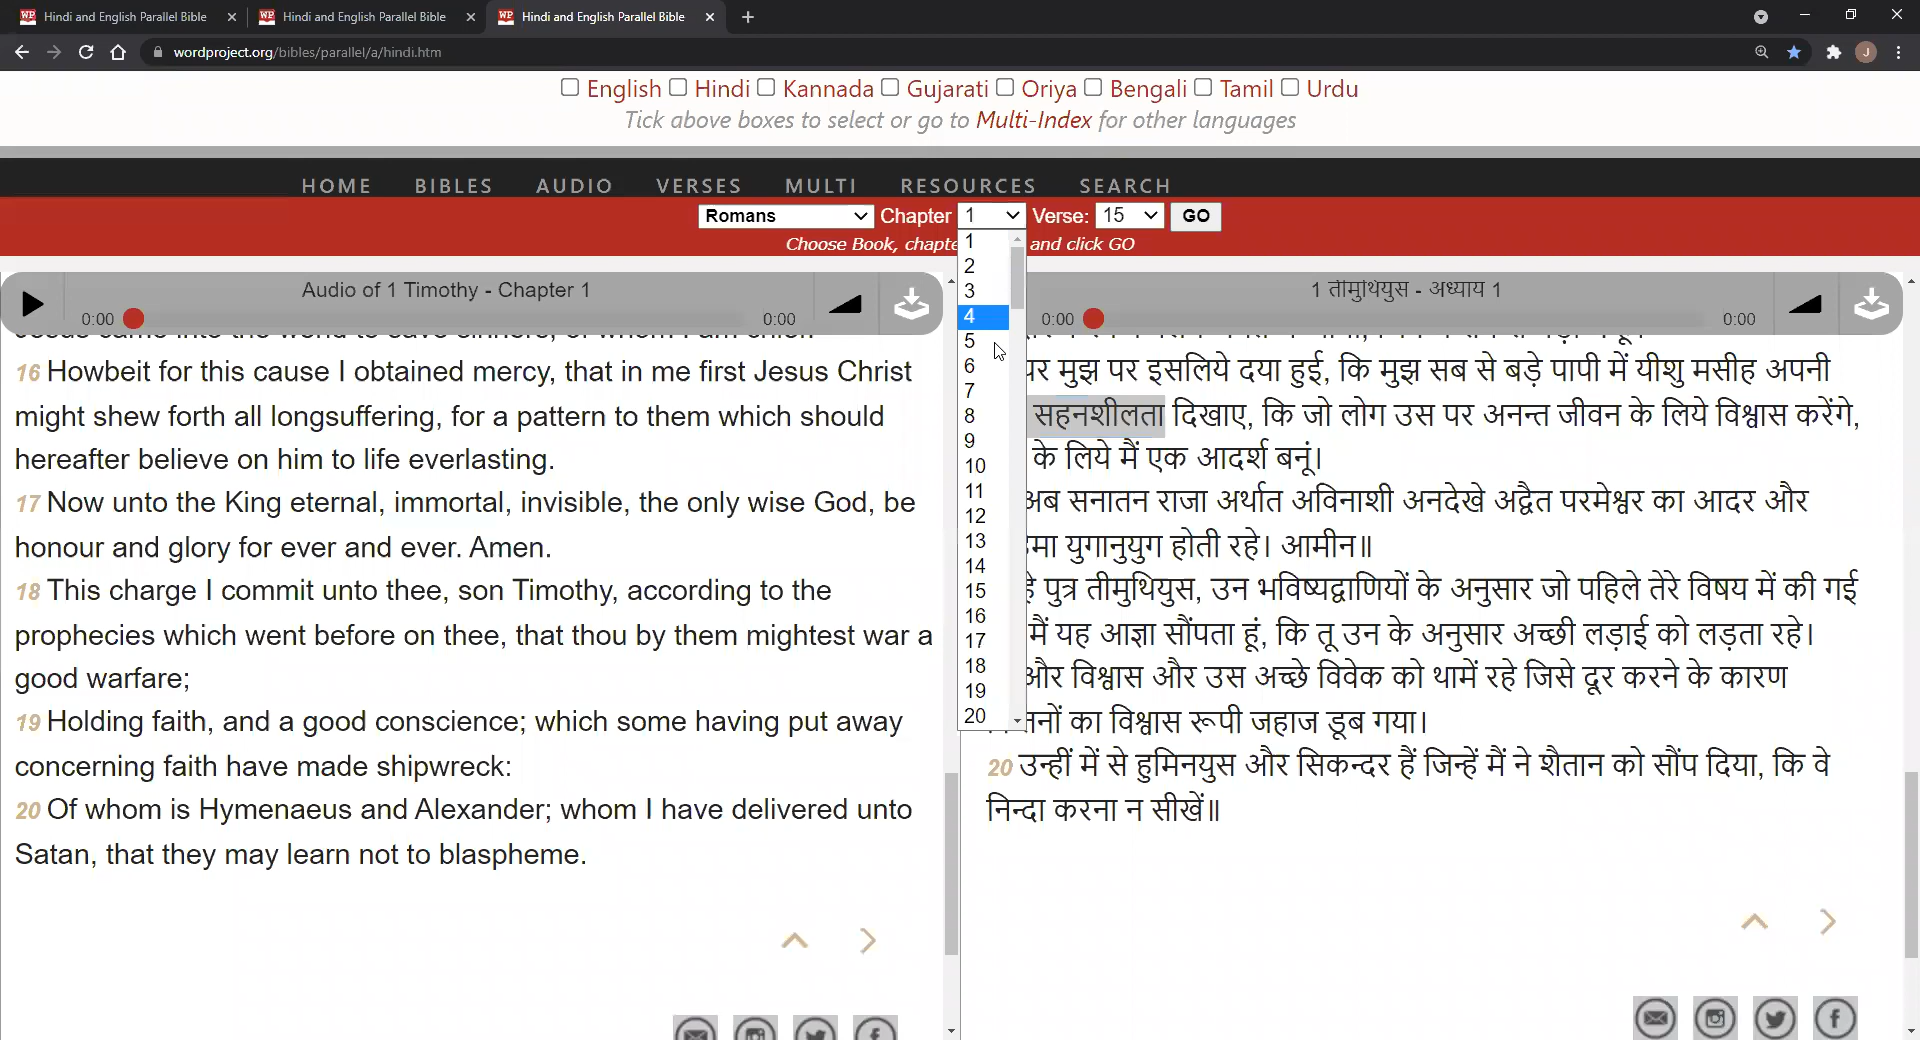 Hindi and English Parallel Bible
Hindi and English Parallel Bible
Hindi and English Parallel Bible
wordproject.org/bibles/parallel/a/hindi.htm
J
English Hindi Kannada Gujarati Oriya Bengali Tamil Urdu
Tick above boxes to select or go to Multi-Index for other languages
HOME BIBLES AUDIO VERSES MULTI RESOURCES SEARCH
Romans Chapter 1 Verse: 15 GO
Choose Book, chapte and click GO
1
2
3
4
5
6
7
8
9
10
11
12
13
14
15
16
17
18
19
20
Audio of 1 Timothy - Chapter 1
0:00 0:00
16 Howbeit for this cause I obtained mercy, that in me first Jesus Christ
might shew forth all longsuffering, for a pattern to them which should
hereafter believe on him to life everlasting.
17 Now unto the King eternal, immortal, invisible, the only wise God, be
honour and glory for ever and ever. Amen.
18 This charge I commit unto thee, son Timothy, according to the
prophecies which went before on thee, that thou by them mightest war a
good warfare;
19 Holding faith, and a good conscience; which some having put away
concerning faith have made shipwreck:
20 Of whom is Hymenaeus and Alexander; whom I have delivered unto
Satan, that they may learn not to blaspheme.
1 तीमुथियुस - अध्याय 1
0:00 0:00
पर मुझ पर इसलिये दया हुई, कि मुझ सब से बड़े पापी में यीशु मसीह अपनी
सहनशीलता दिखाए, कि जो लोग उस पर अनन्त जीवन के लिये विश्वास करेंगे,
के लिये मैं एक आदर्श बनूं।
अब सनातन राजा अर्थात अविनाशी अनदेखे अद्वैत परमेश्वर का आदर और
युगानुयुग होती रहे। आमीन॥
हे पुत्र तीमुथियुस, उन भविष्यद्वाणियों के अनुसार जो पहिले तेरे विषय में की गई
मैं यह आज्ञा सौंपता हूं, कि तू उन के अनुसार अच्छी लड़ाई को लड़ता रहे।
और विश्वास और उस अच्छे विवेक को थामें रहे जिसे दूर करने के कारण
का विश्वास रूपी जहाज डूब गया।
20 उन्हीं में से हुमिनयुस और सिकन्दर हैं जिन्हें मैं ने शैतान को सौंप दिया, कि वे
निन्दा करना न सीखें॥